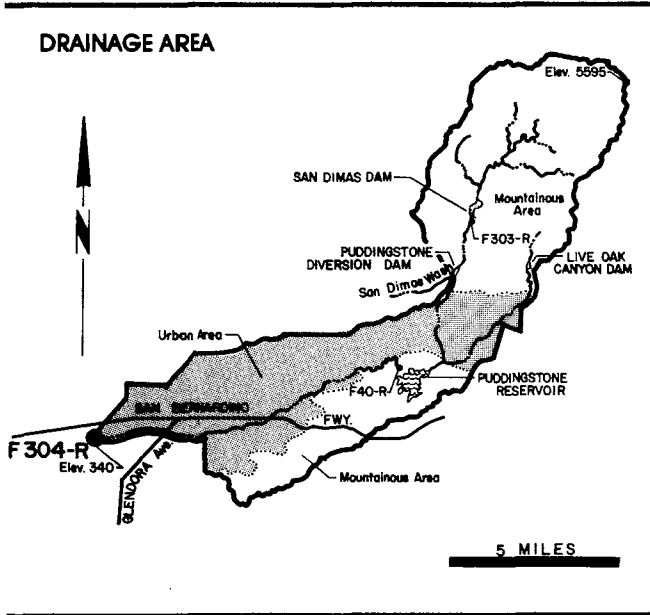 DRAINAGE AREA
Elev. 5595
SAN DIMAS DAM
Mountainous
Area
N
F303-R
PUDDINGSTONE
DIVERSION DAM
LIVE OAK
CANYON DAM
San Dimas Wash
Urban Area
F40-R
PUDDINGSTONE
RESERVOIR
SAN BERNARDINO
FWY.
F304-R
Elev. 340
GLENDORA Ave.
Mountainous Area
5 MILES